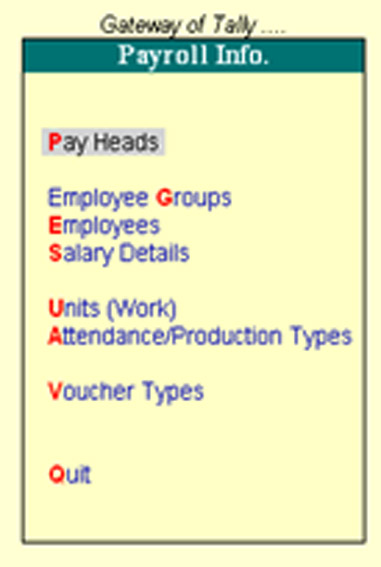 Gateway of Tally ....
Payroll Info.
Pay Heads
Employee Groups
Employees
Salary Details
Units (Work)
Attendance/Production Types
Voucher Types
Quit